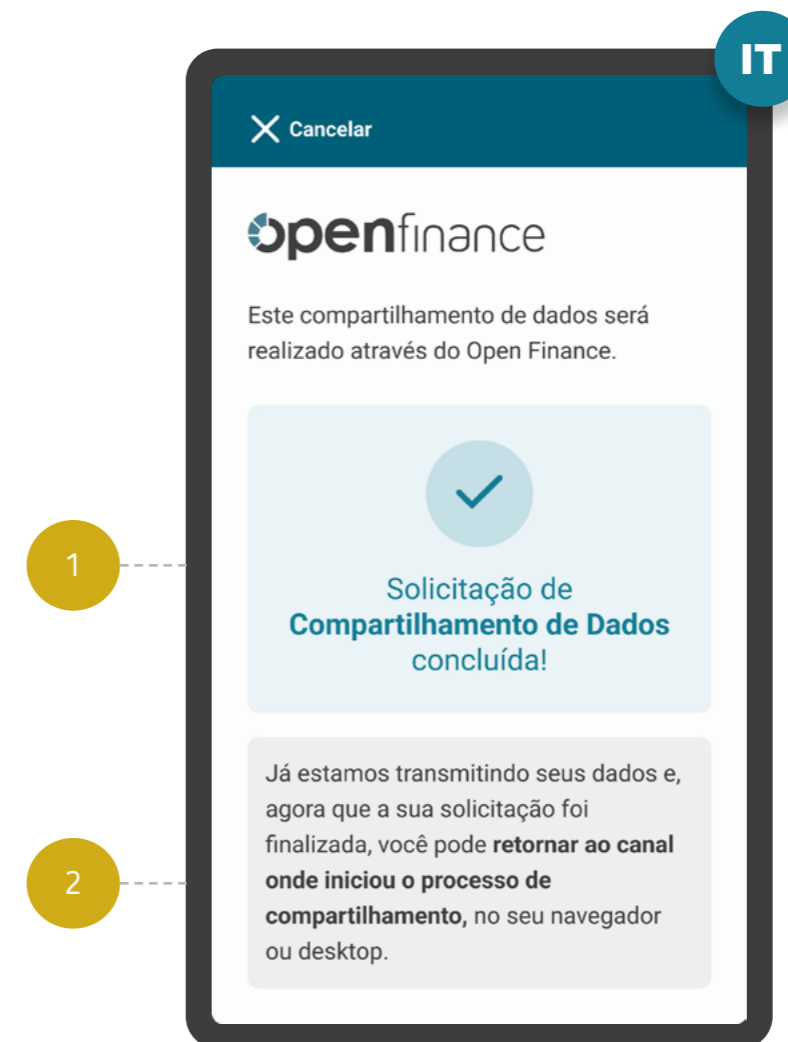 IT
Cancelar
openfinance
Este compartilhamento de dados será
realizado através do Open Finance.
1
Solicitação de
Compartilhamento de Dados
concluída!
Já estamos transmitindo seus dados e,
agora que a sua solicitação foi
finalizada, você pode retornar ao canal
2
onde iniciou o processo de
compartilhamento, no seu navegador
ou desktop.